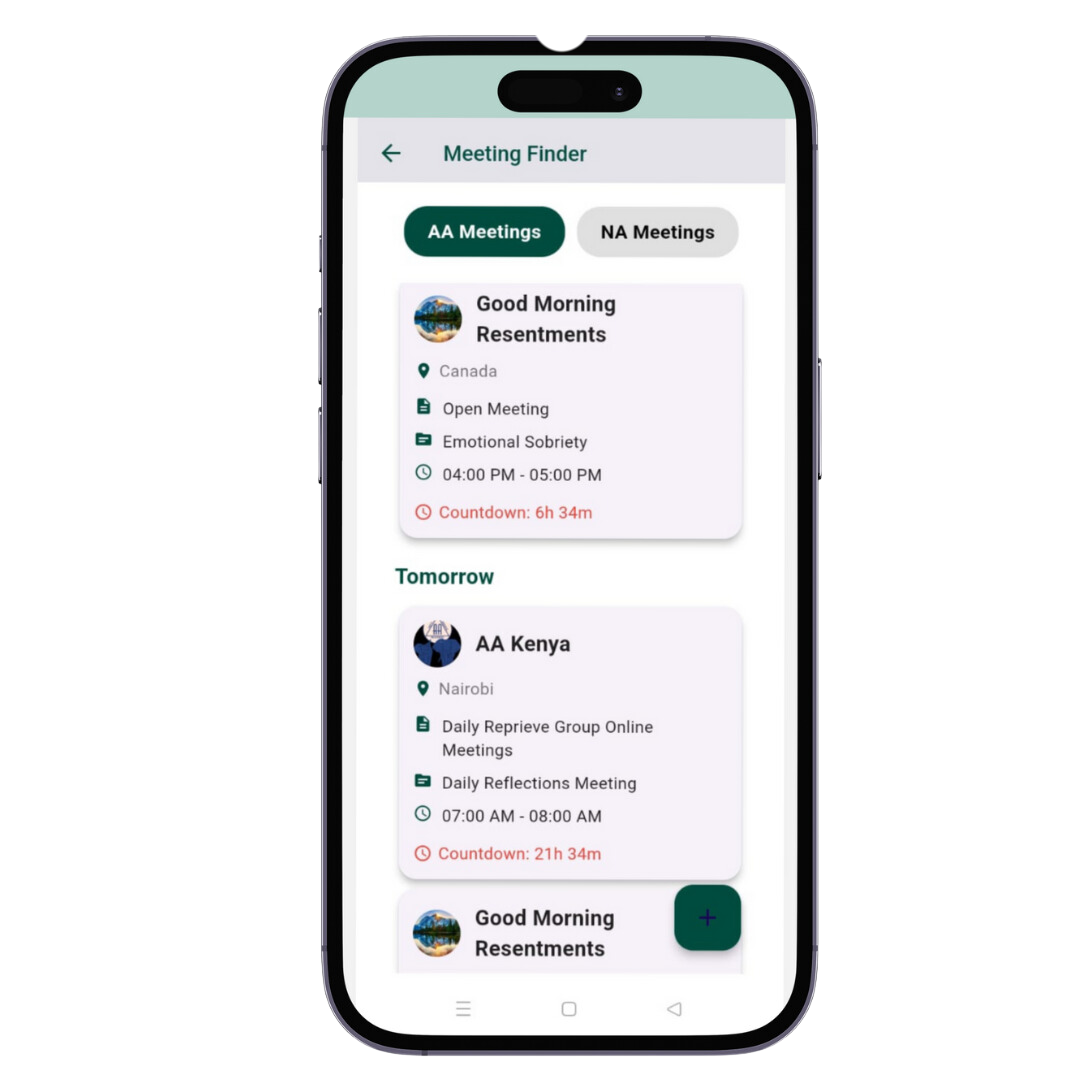 Meeting Finder
AA Meetings
NA Meetings
Good Morning
Resentments
Canada
Open Meeting
Emotional Sobriety
04:00 PM - 05:00 PM
Countdown: 6h 34m
Tomorrow
AA
AA Kenya
Nairobi
Daily Reprieve Group Online
Meetings
Daily Reflections Meeting
07:00 AM - 08:00 AM
Countdown: 21h 34m
Good Morning
Resentments
+